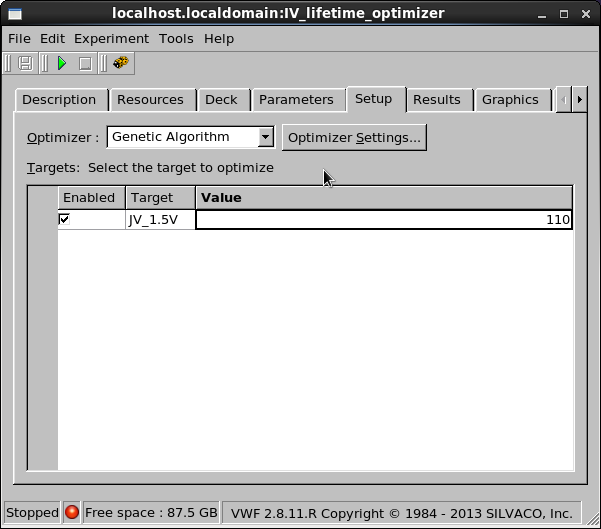 localhost.localdomain:IV_lifetime_optimizer
File Edit Experiment Tools Help
Description Resources Deck Parameters Setup Results Graphics
Optimizer : Genetic Algorithm Optimizer Settings...
Targets: Select the target to optimize
Enabled Target Value
JV_1.5V 110
Stopped Free space : 87.5 GB VWF 2.8.11.R Copyright © 1984 - 2013 SILVACO, Inc.